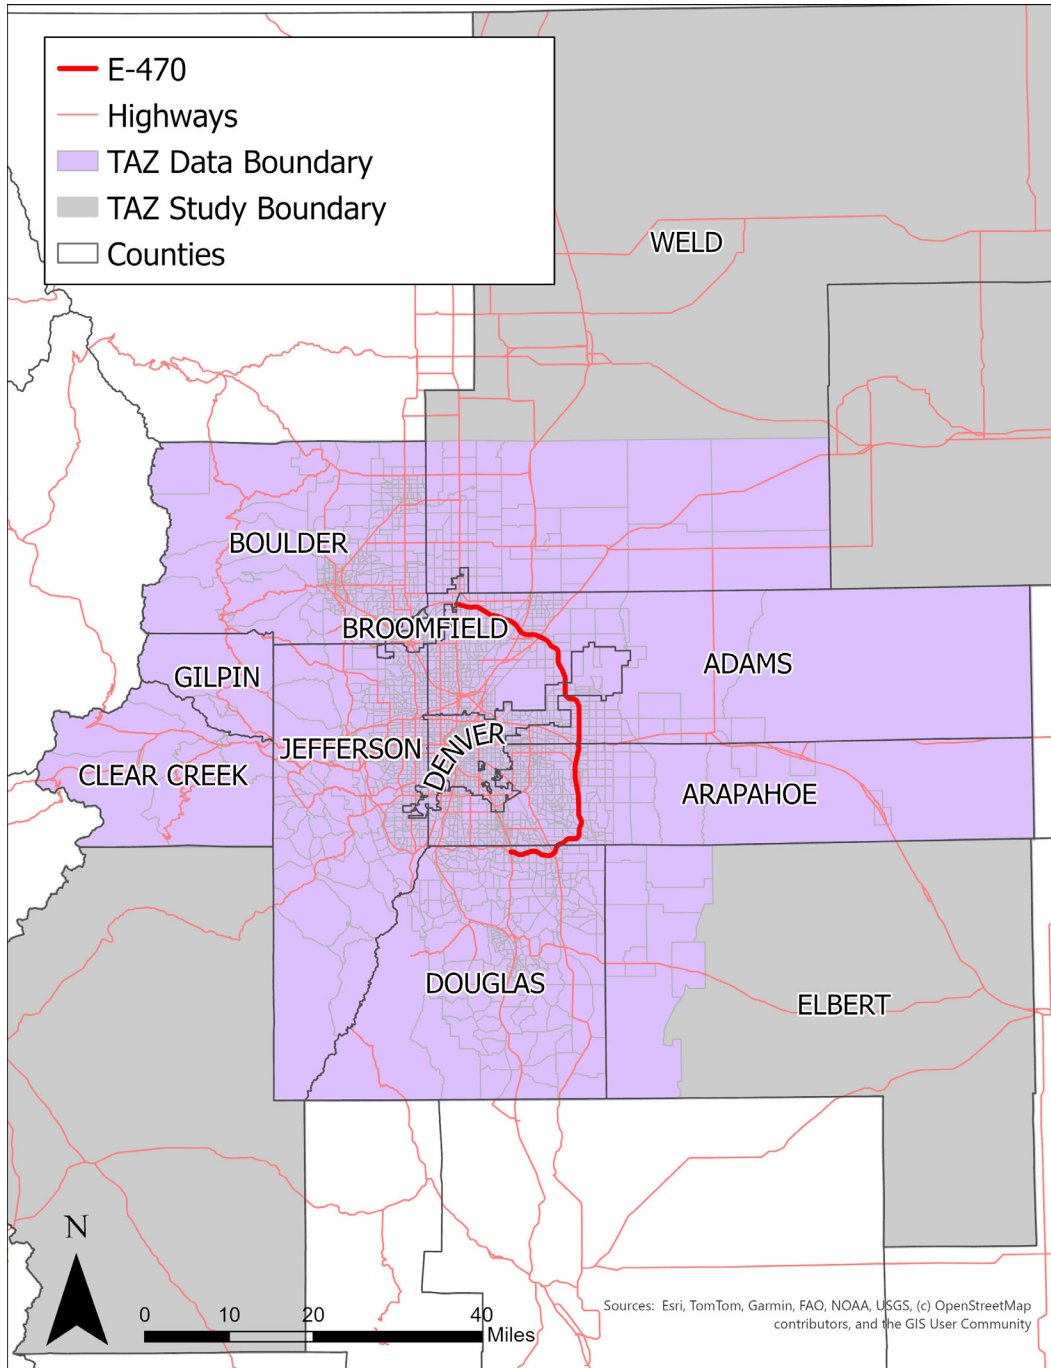 E-470
Highways
TAZ Data Boundary
TAZ Study Boundary
Counties
WELD
BOULDER
BROOMFIELD
ADAMS
GILPIN
JEFFERSON
DENVER
CLEAR CREEK
ARAPAHOE
DOUGLAS
ELBERT
N
0 10 20 40
Miles
Sources: Esri, TomTom, Garmin, FAO, NOAA, USGS, (c) OpenStreetMap
contributors, and the GIS User Community